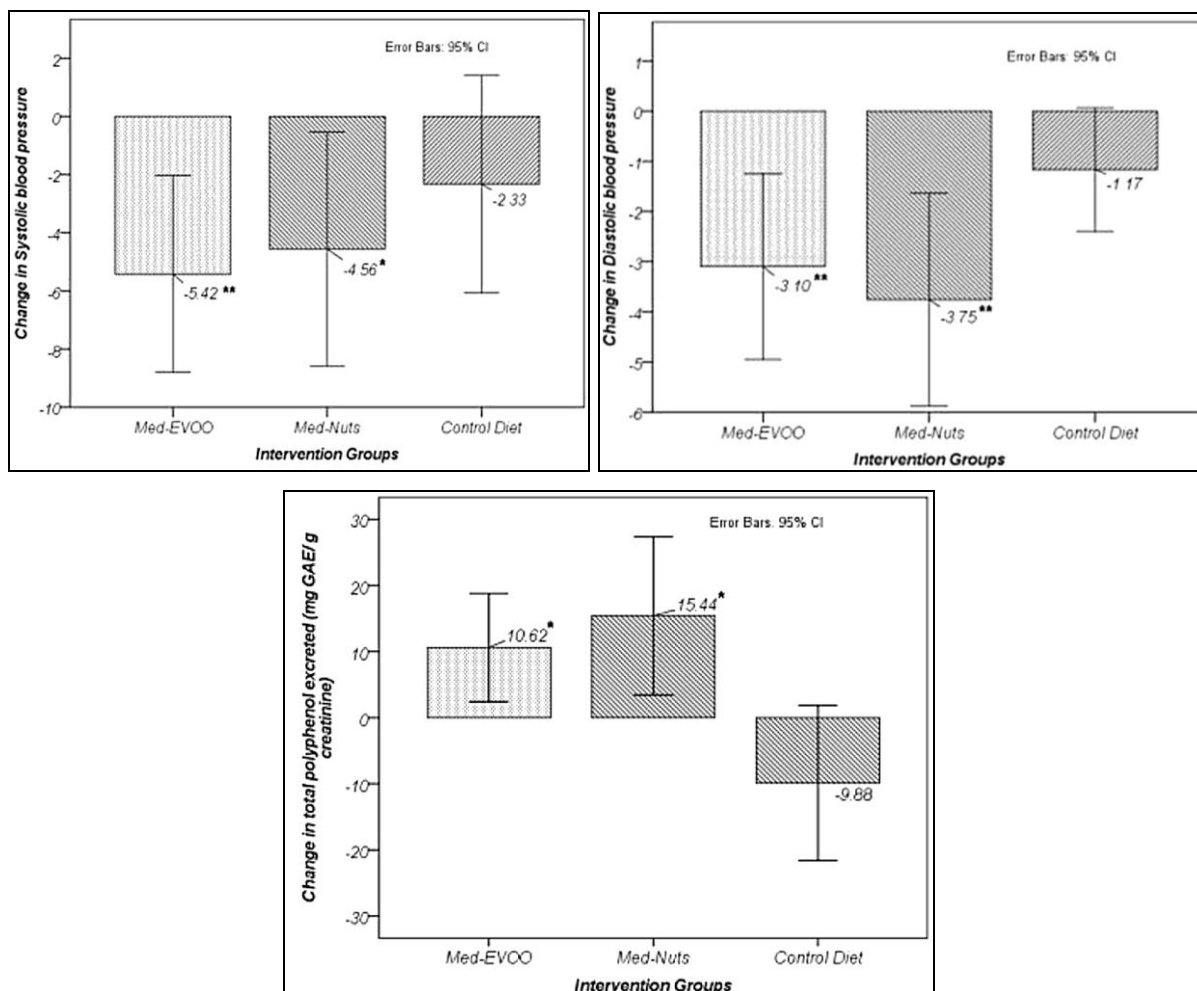 Error Bars: 95% CI
Change in Systolic blood pressure
2
0
-2
-4
-6
-8
-10
-5.42 **
-4.56 *
-2 33
Med-EVOO
Med-Nuts
Control Diet
Intervention Groups
Error Bars: 95% CI
Change in Diastolic blood pressure
1
0
-1
-2
-3
-4
-5
-6
-3 10 **
-3 75 **
-1 17
Med-EVOO
Med-Nuts
Control Diet
Intervention Groups
Error Bars. 95% CI
Change in total polyphenol excreted (mg GAE/ g
creatinine)
30
20
10
0
-10
-20
-30
10.62 *
15.44 *
-9.88
Med-EVOO
Med-Nuts
Control Diet
Intervention Groups